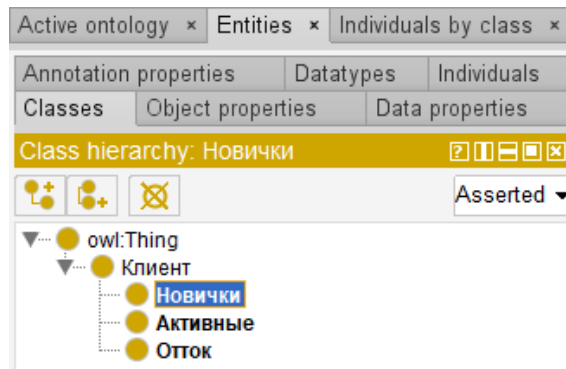 Active ontology × Entities × Individuals by class ×
Annotation properties Datatypes Individuals
Classes Object properties Data properties
Class hierarchy: Новички
Asserted
owl:Thing
Клиент
Новички
Активные
Отток